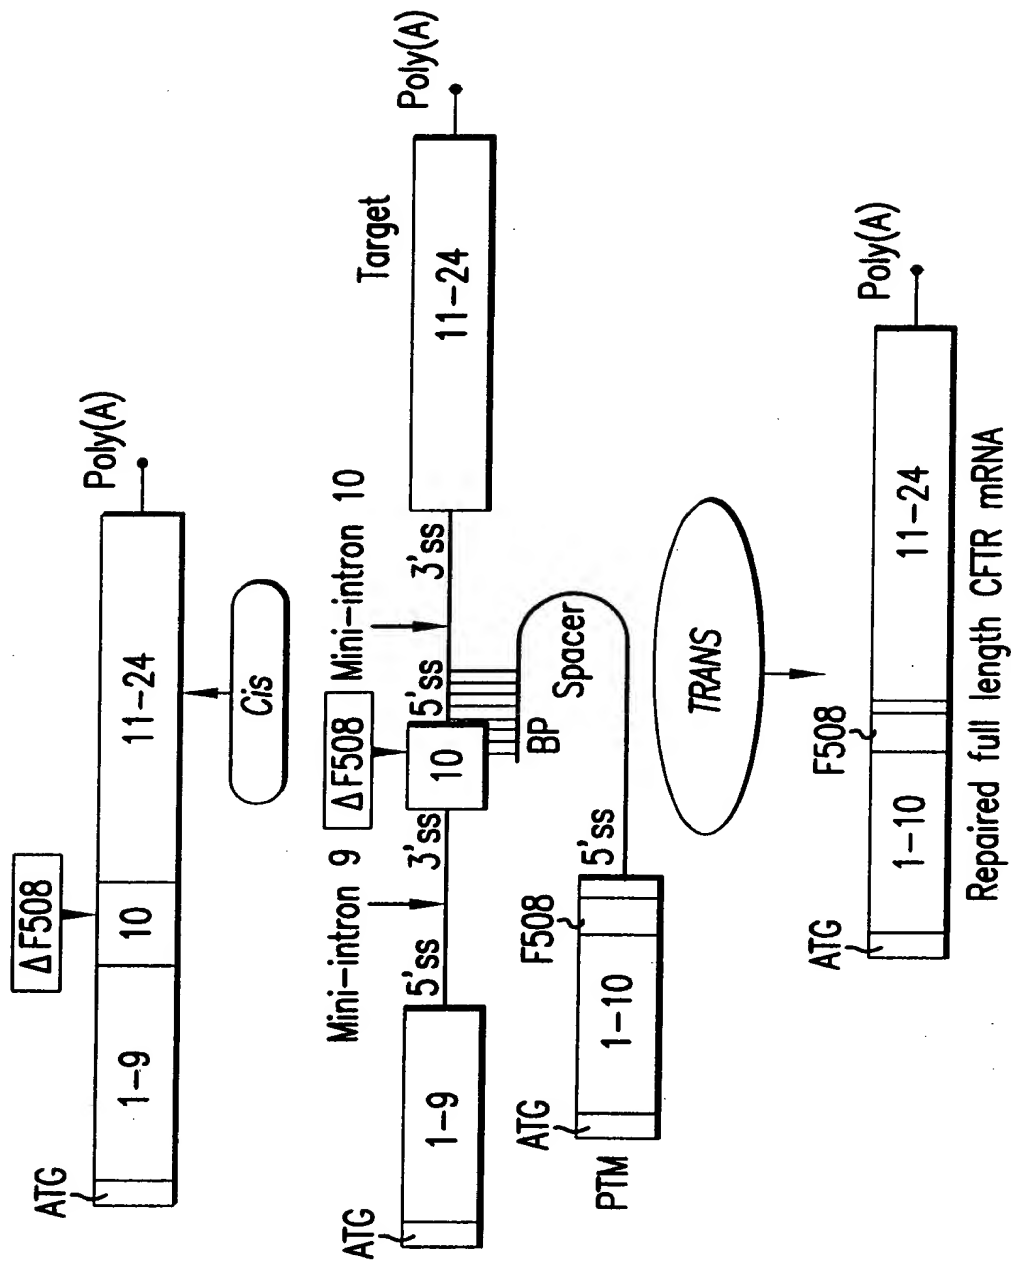 ΔF508
ATG
1-9
10
11-24
Poly(A)
Cis
Mini-intron 9
ΔF508
Mini-intron 10
Target
ATG
1-9
5'ss
3'ss
10
5'ss
3'ss
11-24
Poly(A)
BP
Spacer
PTM
ATG
1-10
F508
5'ss
TRANS
ATG
1-10
F508
11-24
Poly(A)
Repaired full length CFTR mRNA